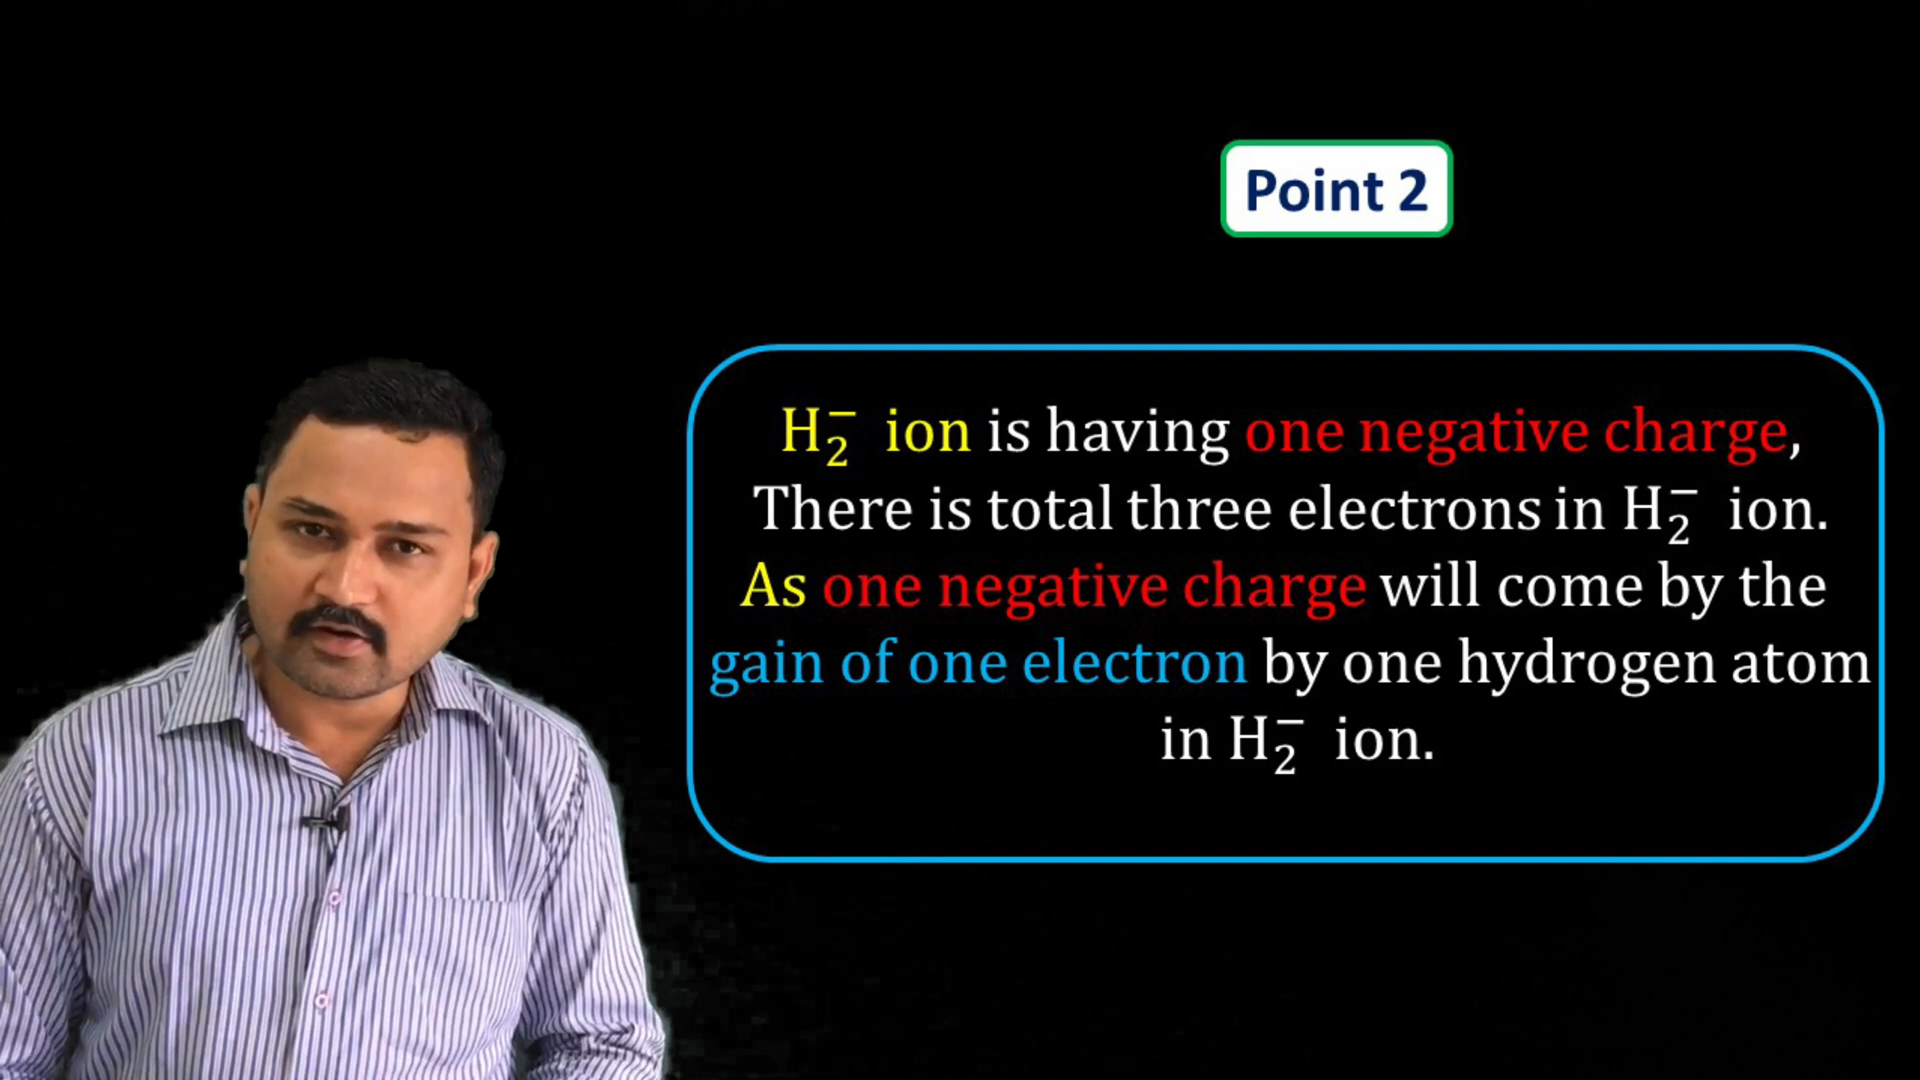 Point 2
H₂⁻ ion is having one negative charge,
There is total three electrons in H₂⁻ ion.
As one negative charge will come by the
gain of one electron by one hydrogen atom
in H₂⁻ ion.